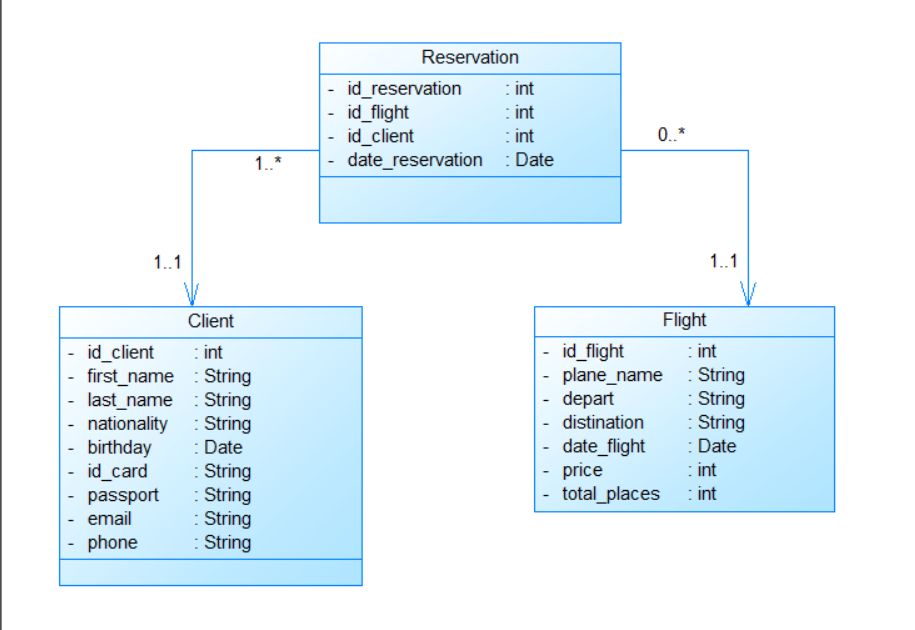 Reservation
- id_reservation : int
- id_flight : int
- id_client : int
- date_reservation : Date
1..*
0..*
1..1
1..1
Client
- id_client : int
- first_name : String
- last_name : String
- nationality : String
- birthday : Date
- id_card : String
- passport : String
- email : String
- phone : String
Flight
- id_flight : int
- plane_name : String
- depart : String
- distination : String
- date_flight : Date
- price : int
- total_places : int